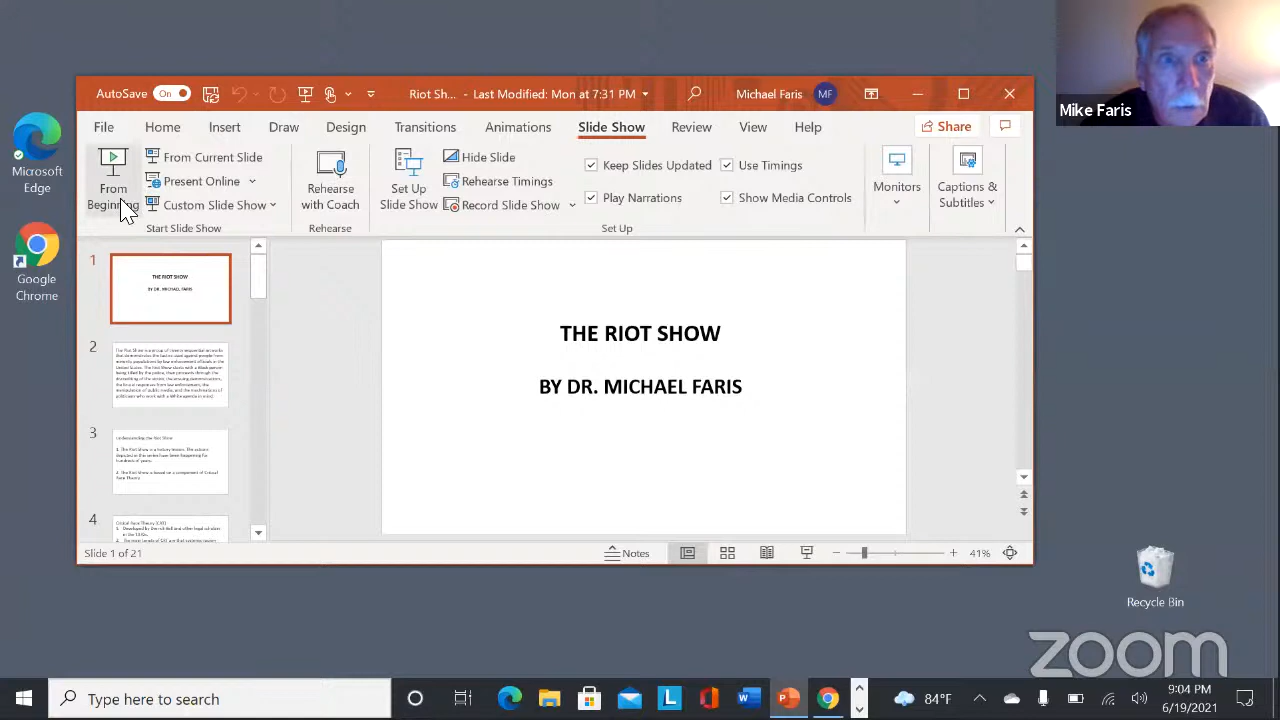 AutoSave On Riot Sh... - Last Modified: Mon at 7:31 PM Michael Faris MF
File Home Insert Draw Design Transitions Animations Slide Show Review View Help Share
From Beginning
From Current Slide
Present Online
Custom Slide Show
Start Slide Show
Rehearse with Coach
Rehearse
Set Up Slide Show
Hide Slide
Rehearse Timings
Record Slide Show
Keep Slides Updated
Play Narrations
Use Timings
Show Media Controls
Set Up
Monitors
Captions & Subtitles
Mike Faris
Microsoft
Edge
Google
Chrome
1
THE RIOT SHOW
BY DR. MICHAEL FARIS
2
3
Understanding the Riot Show
4
THE RIOT SHOW
BY DR. MICHAEL FARIS
Slide 1 of 21 Notes 41%
Recycle Bin
zoom
Type here to search
L
84°F
9:04 PM
6/19/2021